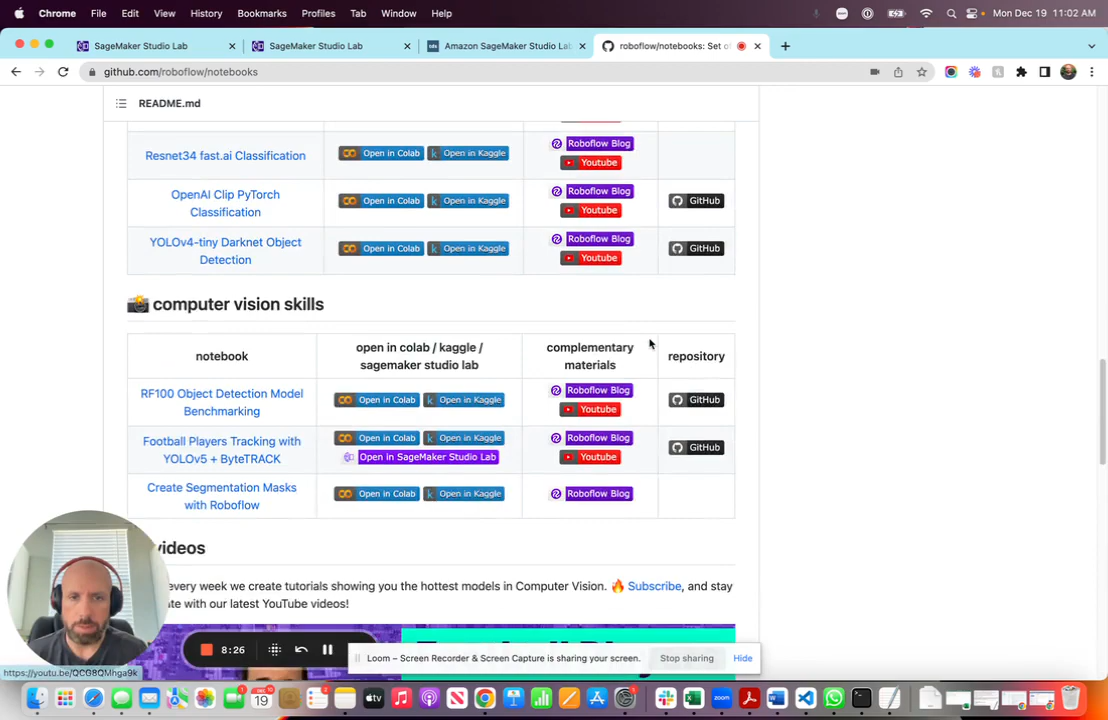 Chrome File Edit View History Bookmarks Profiles Tab Window Help Mon Dec 19 11:02 AM
SageMaker Studio Lab
SageMaker Studio Lab
Amazon SageMaker Studio Lab
roboflow/notebooks: Set of
github.com/roboflow/notebooks
README.md
Resnet34 fast.ai Classification
Open in Colab Open in Kaggle
Roboflow Blog
Youtube
OpenAI Clip PyTorch
Classification
Open in Colab Open in Kaggle
Roboflow Blog
Youtube
GitHub
YOLOv4-tiny Darknet Object
Detection
Open in Colab Open in Kaggle
Roboflow Blog
Youtube
GitHub
computer vision skills
notebook
open in colab / kaggle /
sagemaker studio lab
complementary
materials
repository
RF100 Object Detection Model
Benchmarking
Open in Colab Open in Kaggle
Roboflow Blog
Youtube
GitHub
Football Players Tracking with
YOLOv5 + ByteTRACK
Open in Colab Open in Kaggle
Open in SageMaker Studio Lab
Roboflow Blog
Youtube
GitHub
Create Segmentation Masks
with Roboflow
Open in Colab Open in Kaggle
Roboflow Blog
videos
every week we create tutorials showing you the hottest models in Computer Vision. 🔥 Subscribe, and stay
with our latest YouTube videos!
8:26
Loom – Screen Recorder & Screen Capture is sharing your screen.
Stop sharing
Hide
https://youtu.be/QCG8QMhga9k